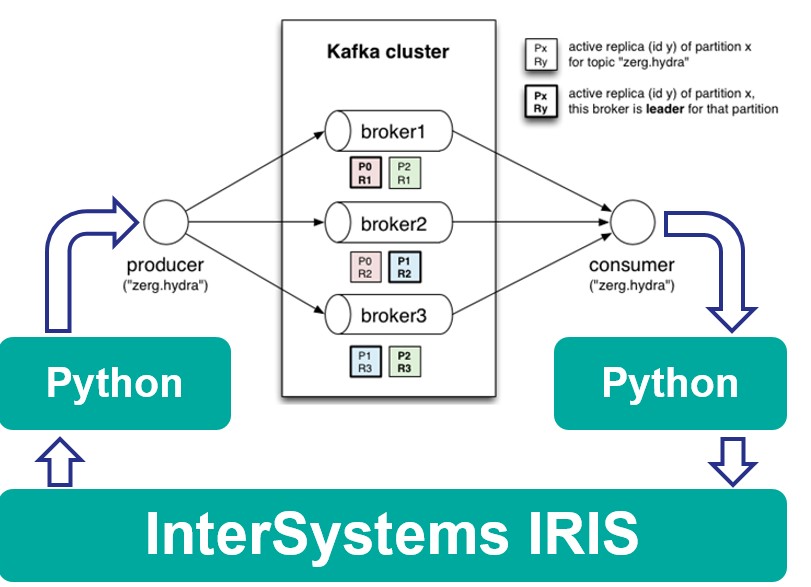 Kafka cluster
Px
Ry
active replica (id y) of partition x
for topic "zerg.hydra"
Px
Ry
active replica (id y) of partition x,
this broker is leader for that partition
broker1
P0
R1
P2
R1
broker2
P0
R2
P1
R2
broker3
P1
R3
P2
R3
producer
("zerg.hydra")
consumer
("zerg.hydra")
Python
Python
InterSystems IRIS